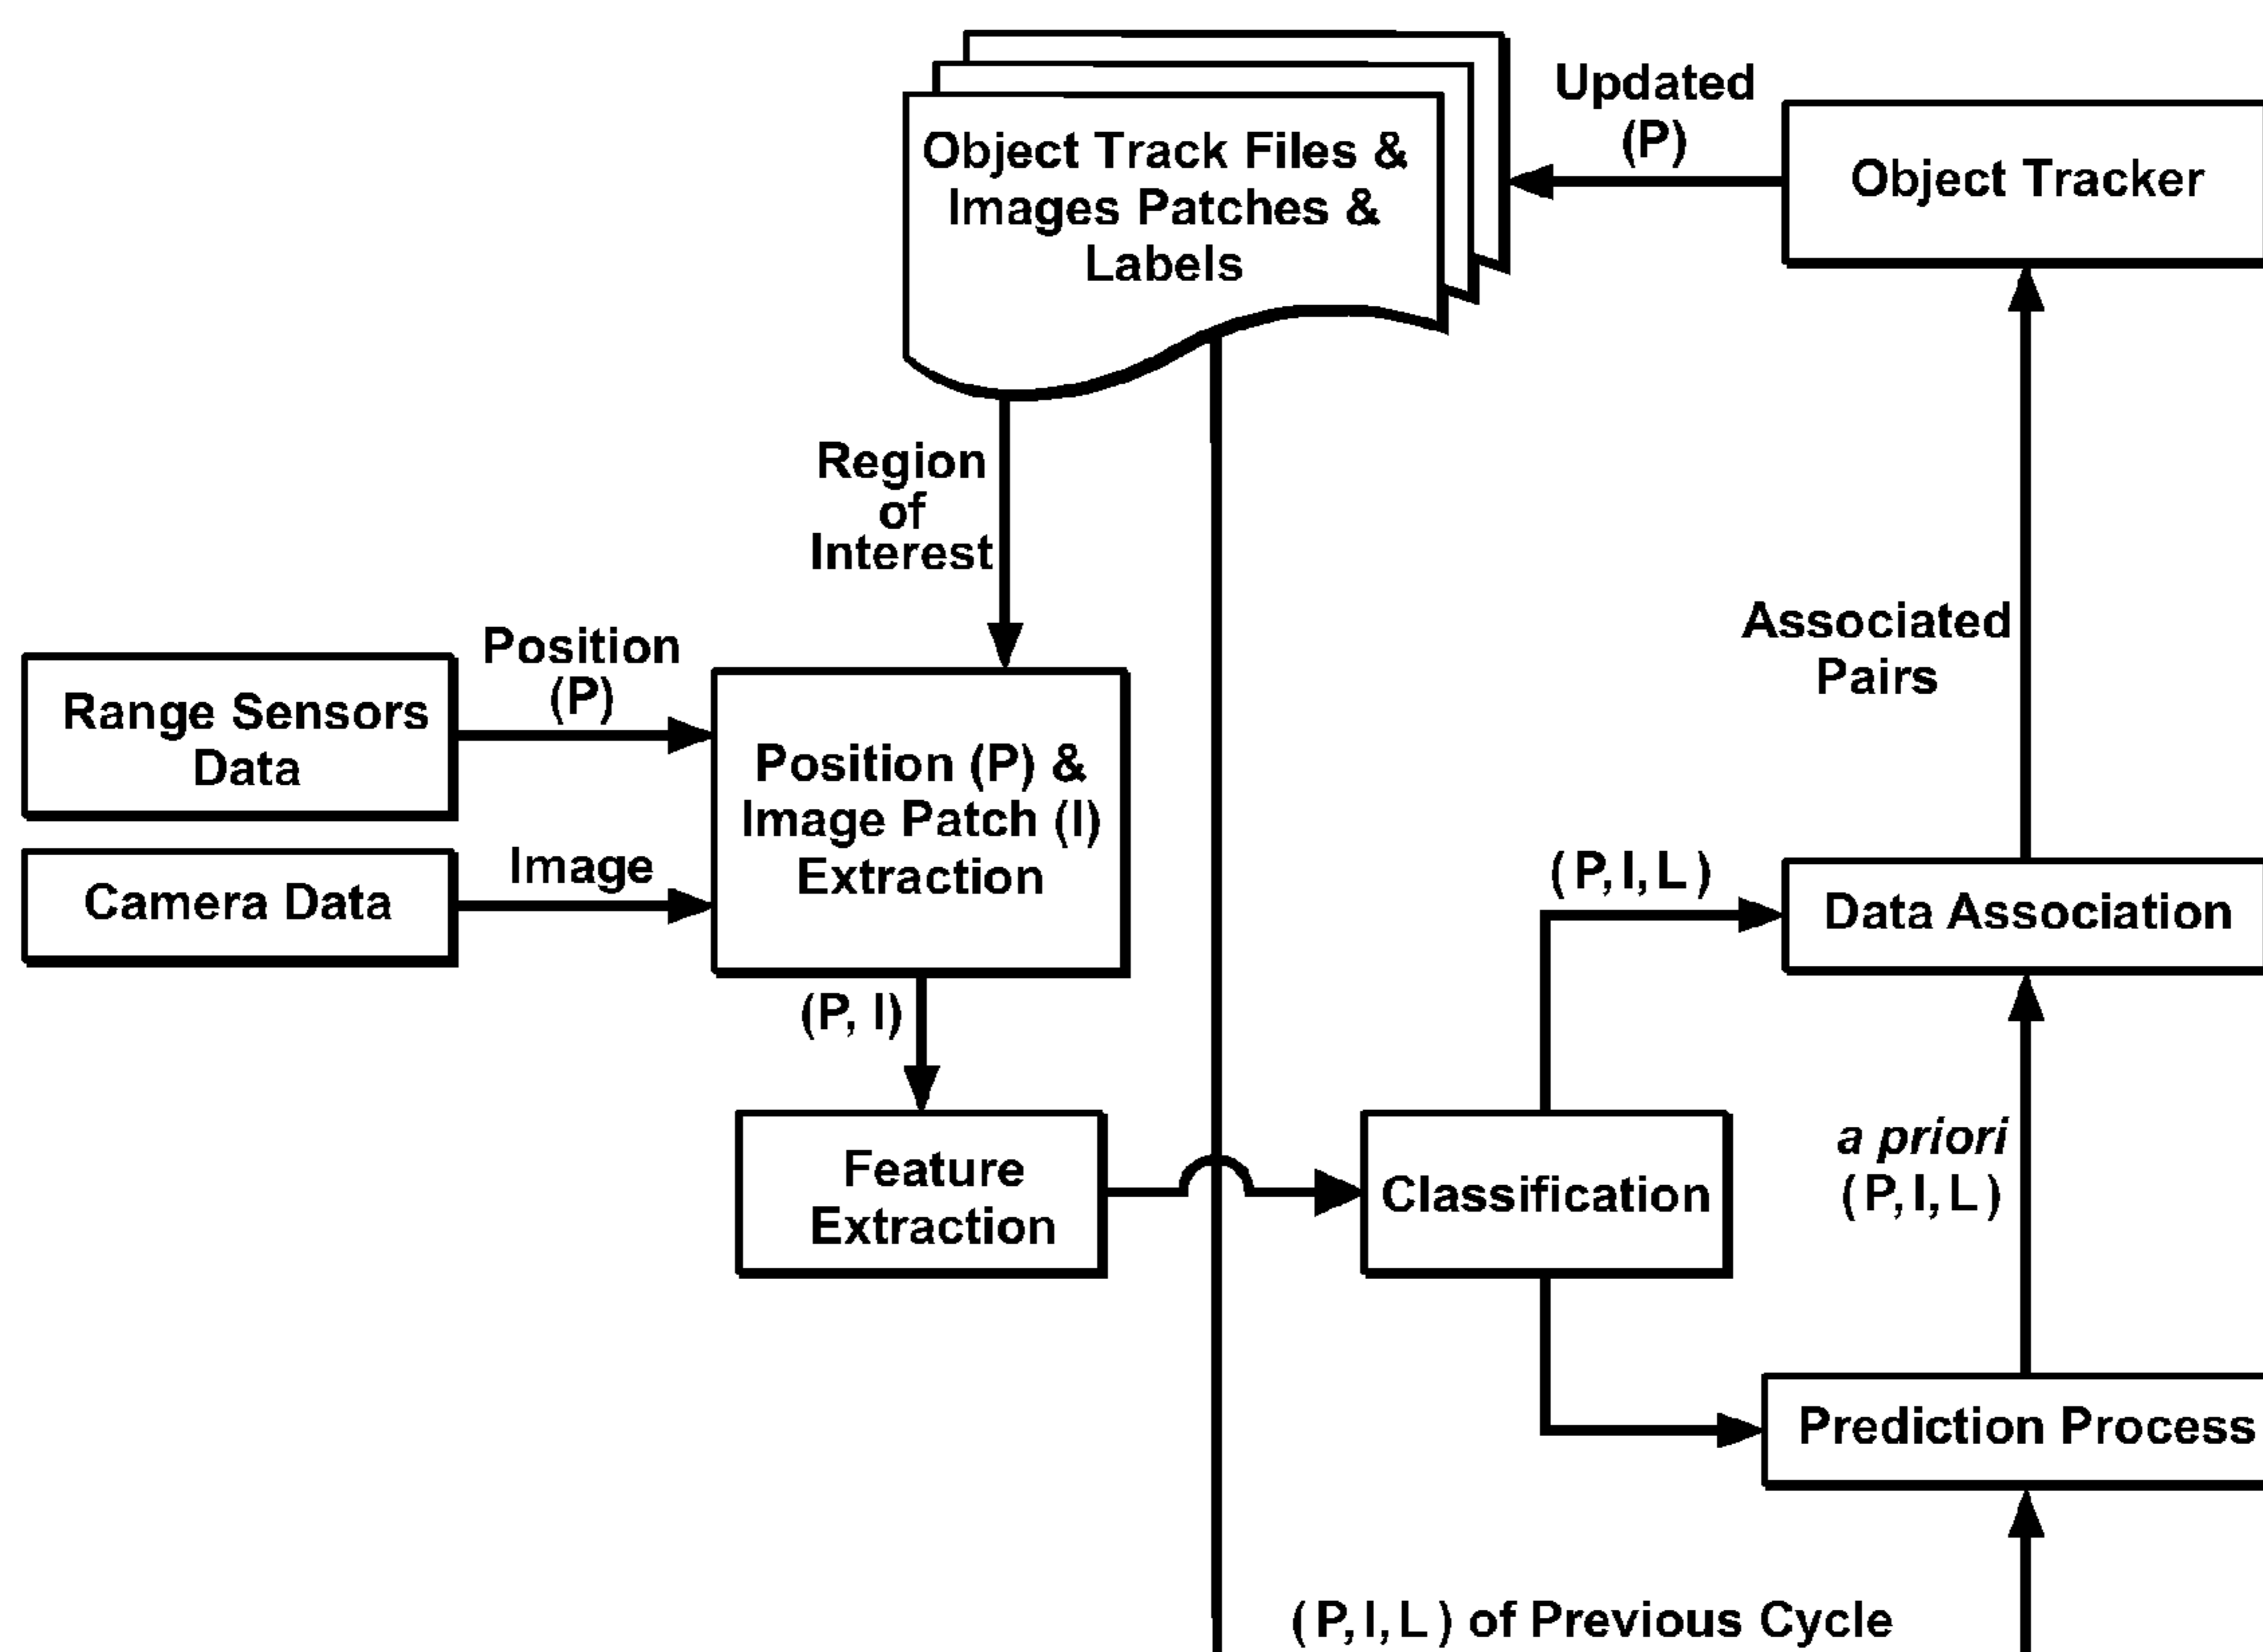 Updated
(P)
Object Track Files &
Images Patches &
Labels
Object Tracker
Region
of
Interest
Position
(P)
Associated
Pairs
Range Sensors
Data
Position (P) &
Image Patch (I)
Extraction
Image
Camera Data
(P, I, L)
Data Association
(P, I)
a priori
(P, I, L)
Feature
Extraction
Classification
Prediction Process
(P, I, L) of Previous Cycle